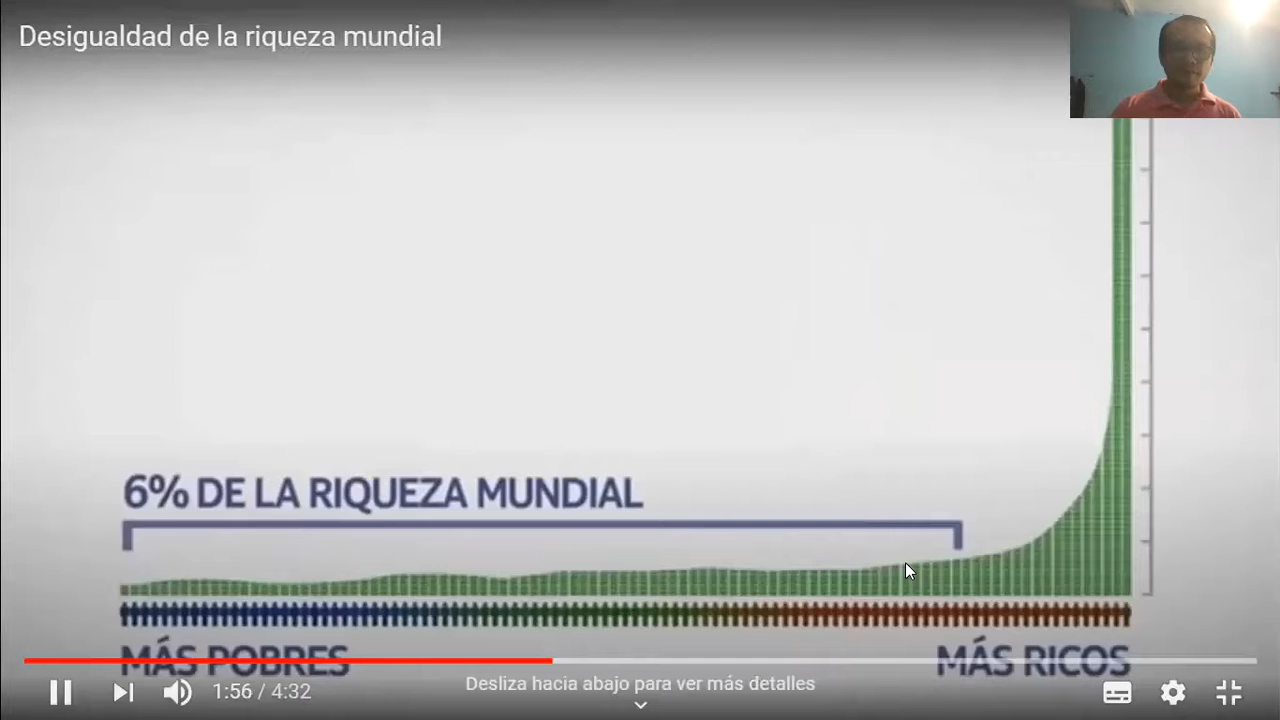 Desigualdad de la riqueza mundial
6% DE LA RIQUEZA MUNDIAL
MÁS POBRES
MÁS RICOS
1:56 / 4:32
Desliza hacia abajo para ver más detalles